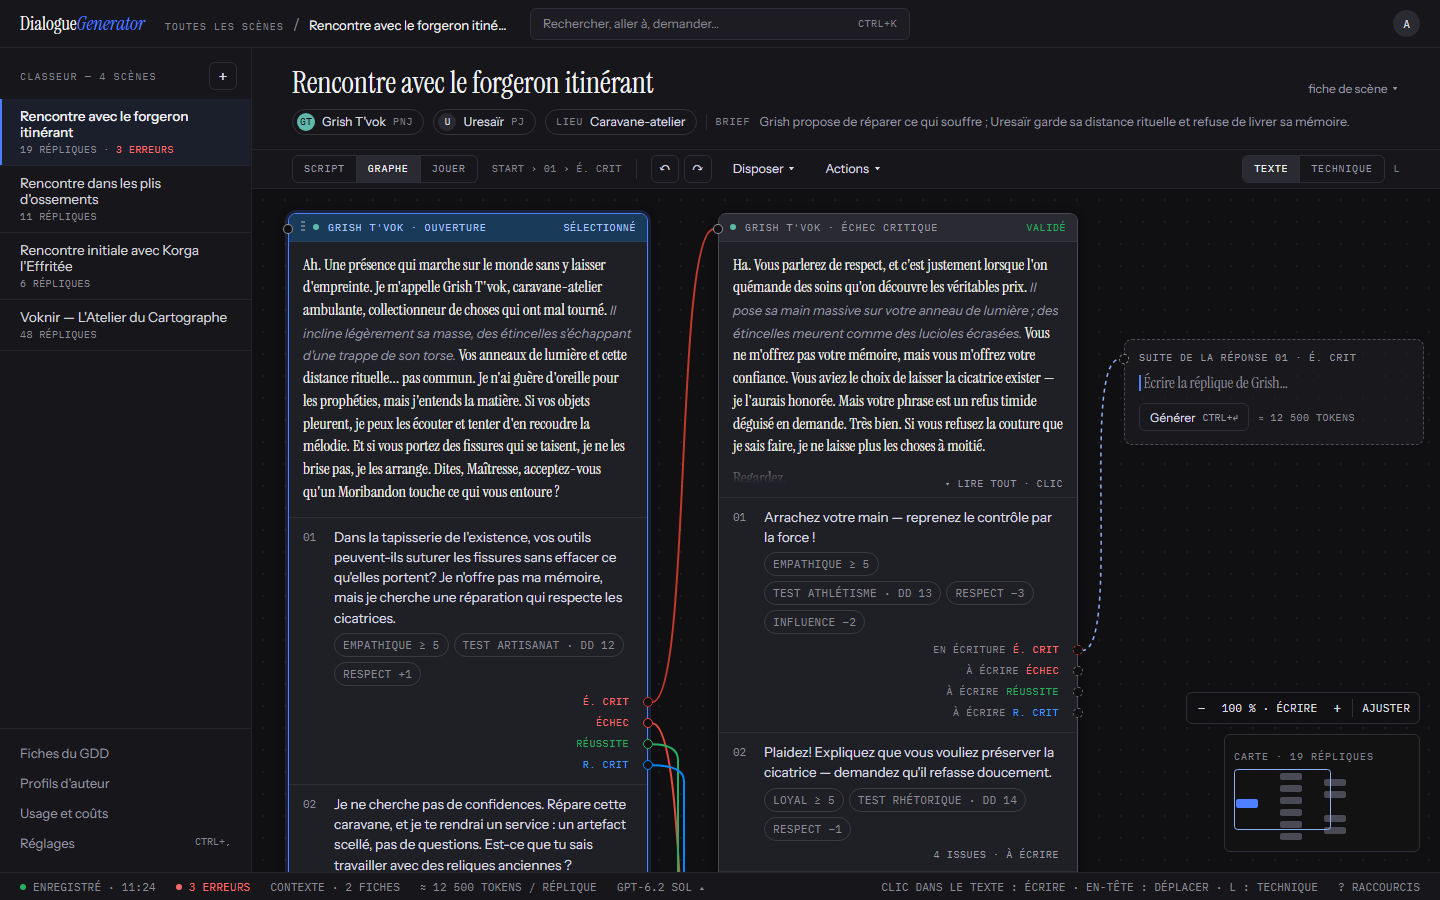 DialogueGenerator
TOUTES LES SCÈNES / Rencontre avec le forgeron itiné...
Rechercher, aller à, demander...
CTRL+K
A
CLASSEUR — 4 SCÈNES
+
Rencontre avec le forgeron
itinérant
19 RÉPLIQUES · 3 ERREURS
Rencontre dans les plis
d'ossements
11 RÉPLIQUES
Rencontre initiale avec Korga
l'Effritée
6 RÉPLIQUES
Voknir — L'Atelier du Cartographe
48 RÉPLIQUES
Fiches du GDD
Profils d'auteur
Usage et coûts
Réglages
CTRL+,
Rencontre avec le forgeron itinérant
fiche de scène
GT Grish T'vok PNJ
U Uresaïr PJ
LIEU Caravane-atelier
BRIEF Grish propose de réparer ce qui souffre ; Uresaïr garde sa distance rituelle et refuse de livrer sa mémoire.
SCRIPT
GRAPHE
JOUER
START › 01 › É. CRIT
Disposer
Actions
TEXTE
TECHNIQUE
L
GRISH T'VOK · OUVERTURE
SÉLECTIONNÉ
Ah. Une présence qui marche sur le monde sans y laisser
d'empreinte. Je m'appelle Grish T'vok, caravane-atelier
ambulante, collectionneur de choses qui ont mal tourné. //
incline légèrement sa masse, des étincelles s'échappant
d'une trappe de son torse. Vos anneaux de lumière et cette
distance rituelle... pas commun. Je n'ai guère d'oreille pour
les prophéties, mais j'entends la matière. Si vos objets
pleurent, je peux les écouter et tenter d'en recoudre la
mélodie. Et si vous portez des fissures qui se taisent, je ne les
brise pas, je les arrange. Dites, Maîtresse, acceptez-vous
qu'un Moribandon touche ce qui vous entoure ?
01
Dans la tapisserie de l'existence, vos outils
peuvent-ils suturer les fissures sans effacer ce
qu'elles portent? Je n'offre pas ma mémoire,
mais je cherche une réparation qui respecte les
cicatrices.
EMPATHIQUE ≥ 5
TEST ARTISANAT · DD 12
RESPECT +1
É. CRIT
ÉCHEC
RÉUSSITE
R. CRIT
02
Je ne cherche pas de confidences. Répare cette
caravane, et je te rendrai un service : un artefact
scellé, pas de questions. Est-ce que tu sais
travailler avec des reliques anciennes ?
GRISH T'VOK · ÉCHEC CRITIQUE
VALIDÉ
Ha. Vous parlerez de respect, et c'est justement lorsque l'on
quémande des soins qu'on découvre les véritables prix. //
pose sa main massive sur votre anneau de lumière ; des
étincelles meurent comme des lucioles écrasées. Vous
ne m'offrez pas votre mémoire, mais vous m'offrez votre
confiance. Vous aviez le choix de laisser la cicatrice exister —
je l'aurais honorée. Mais votre phrase est un refus timide
déguisé en demande. Très bien. Si vous refusez la couture que
je sais faire, je ne laisse plus les choses à moitié.
Regardez.
LIRE TOUT · CLIC
01
Arrachez votre main — reprenez le contrôle par
la force !
EMPATHIQUE ≥ 5
TEST ATHLÉTISME · DD 13
RESPECT −3
INFLUENCE −2
EN ÉCRITURE É. CRIT
À ÉCRIRE ÉCHEC
À ÉCRIRE RÉUSSITE
À ÉCRIRE R. CRIT
02
Plaidez! Expliquez que vous vouliez préserver la
cicatrice — demandez qu'il refasse doucement.
LOYAL ≥ 5
TEST RHÉTORIQUE · DD 14
RESPECT −1
4 ISSUES · À ÉCRIRE
SUITE DE LA RÉPONSE 01 · É. CRIT
Écrire la réplique de Grish...
Générer CTRL+↵
≈ 12 500 TOKENS
− 100 % · ÉCRIRE + AJUSTER
CARTE · 19 RÉPLIQUES
ENREGISTRÉ · 11:24
3 ERREURS
CONTEXTE · 2 FICHES
≈ 12 500 TOKENS / RÉPLIQUE
GPT-6.2 SOL
CLIC DANS LE TEXTE : ÉCRIRE · EN-TÊTE : DÉPLACER · L : TECHNIQUE
? RACCOURCIS